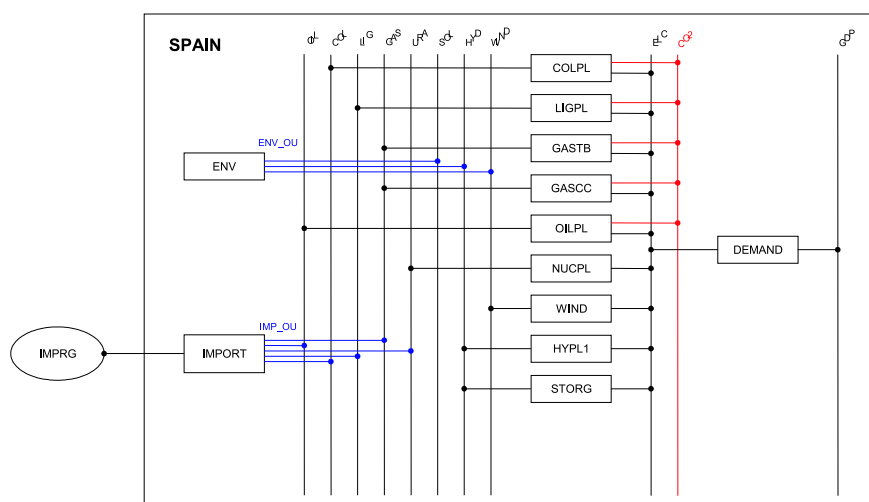 SPAIN
OIL COL LIG GAS URA SOL HYD WIND ELC CO2 GDP
COLPL
LIGPL
ENV_OU
GASTB
ENV
GASCC
OILPL
DEMAND
NUCPL
WIND
IMP_OU
IMPRG
IMPORT
HYPL1
STORG